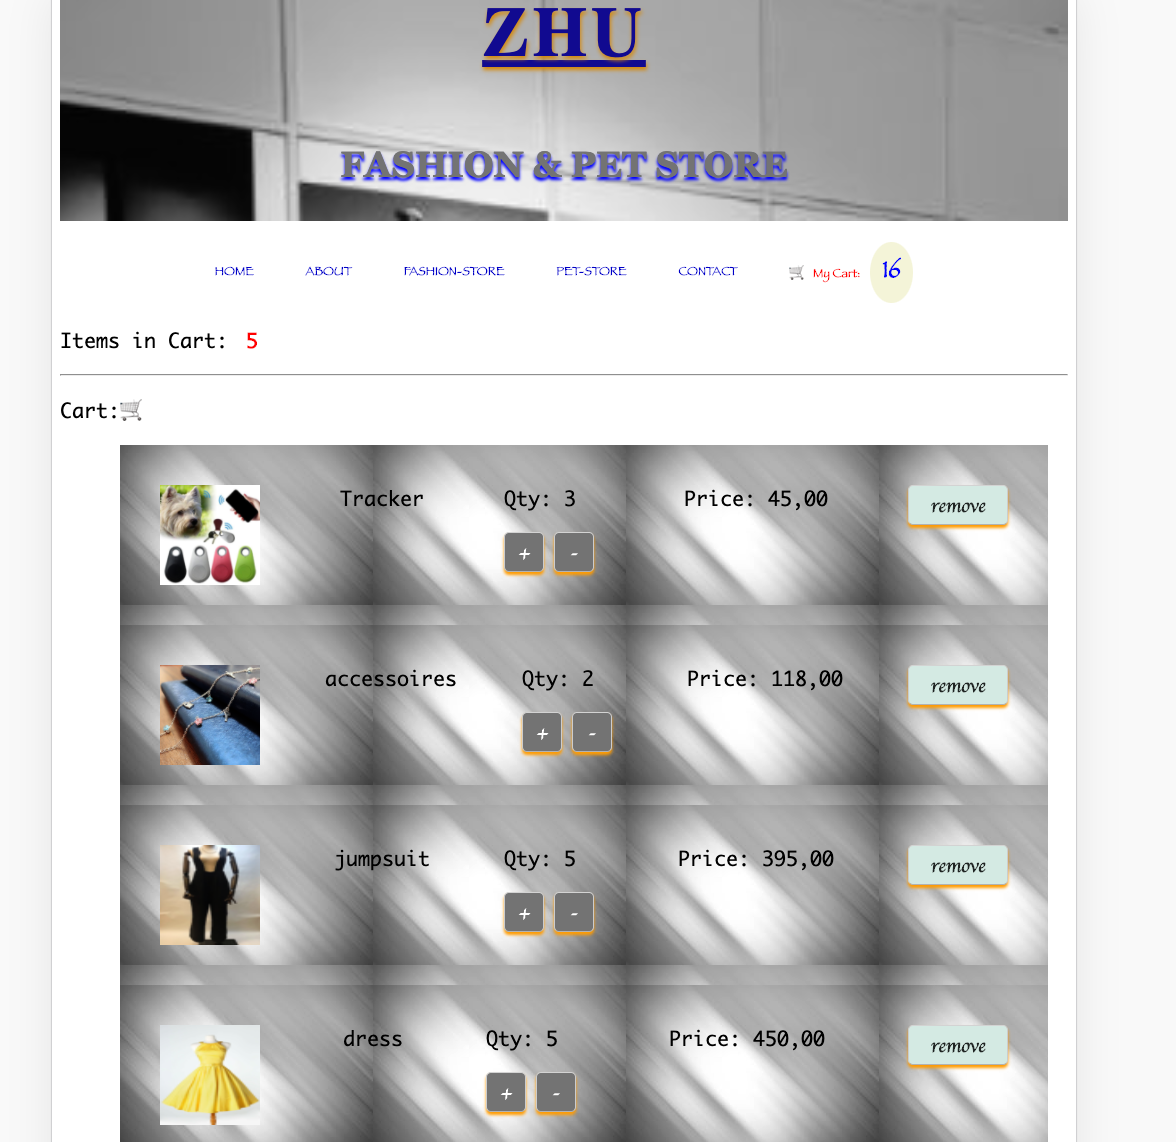 ZHU
FASHION & PET STORE
HOME ABOUT FASHION-STORE PET-STORE CONTACT My Cart: 16
Items in Cart: 5
Cart:
Tracker Qty: 3 Price: 45,00 remove
+ -
accessoires Qty: 2 Price: 118,00 remove
+ -
jumpsuit Qty: 5 Price: 395,00 remove
+ -
dress Qty: 5 Price: 450,00 remove
+ -